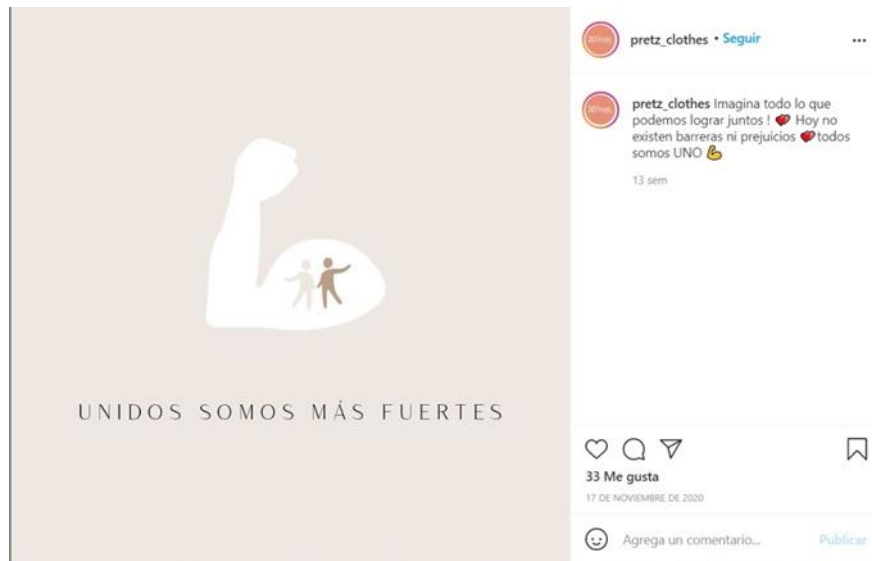 UNIDOS SOMOS MÁS FUERTES
pretz_clothes • Seguir
pretz_clothes Imagina todo lo que
podemos lograr juntos ! 💕 Hoy no
existen barreras ni prejuicios 💕todos
somos UNO 💪
13 sem
33 Me gusta
17 DE NOVIEMBRE DE 2020
Agrega un comentario... Publicar